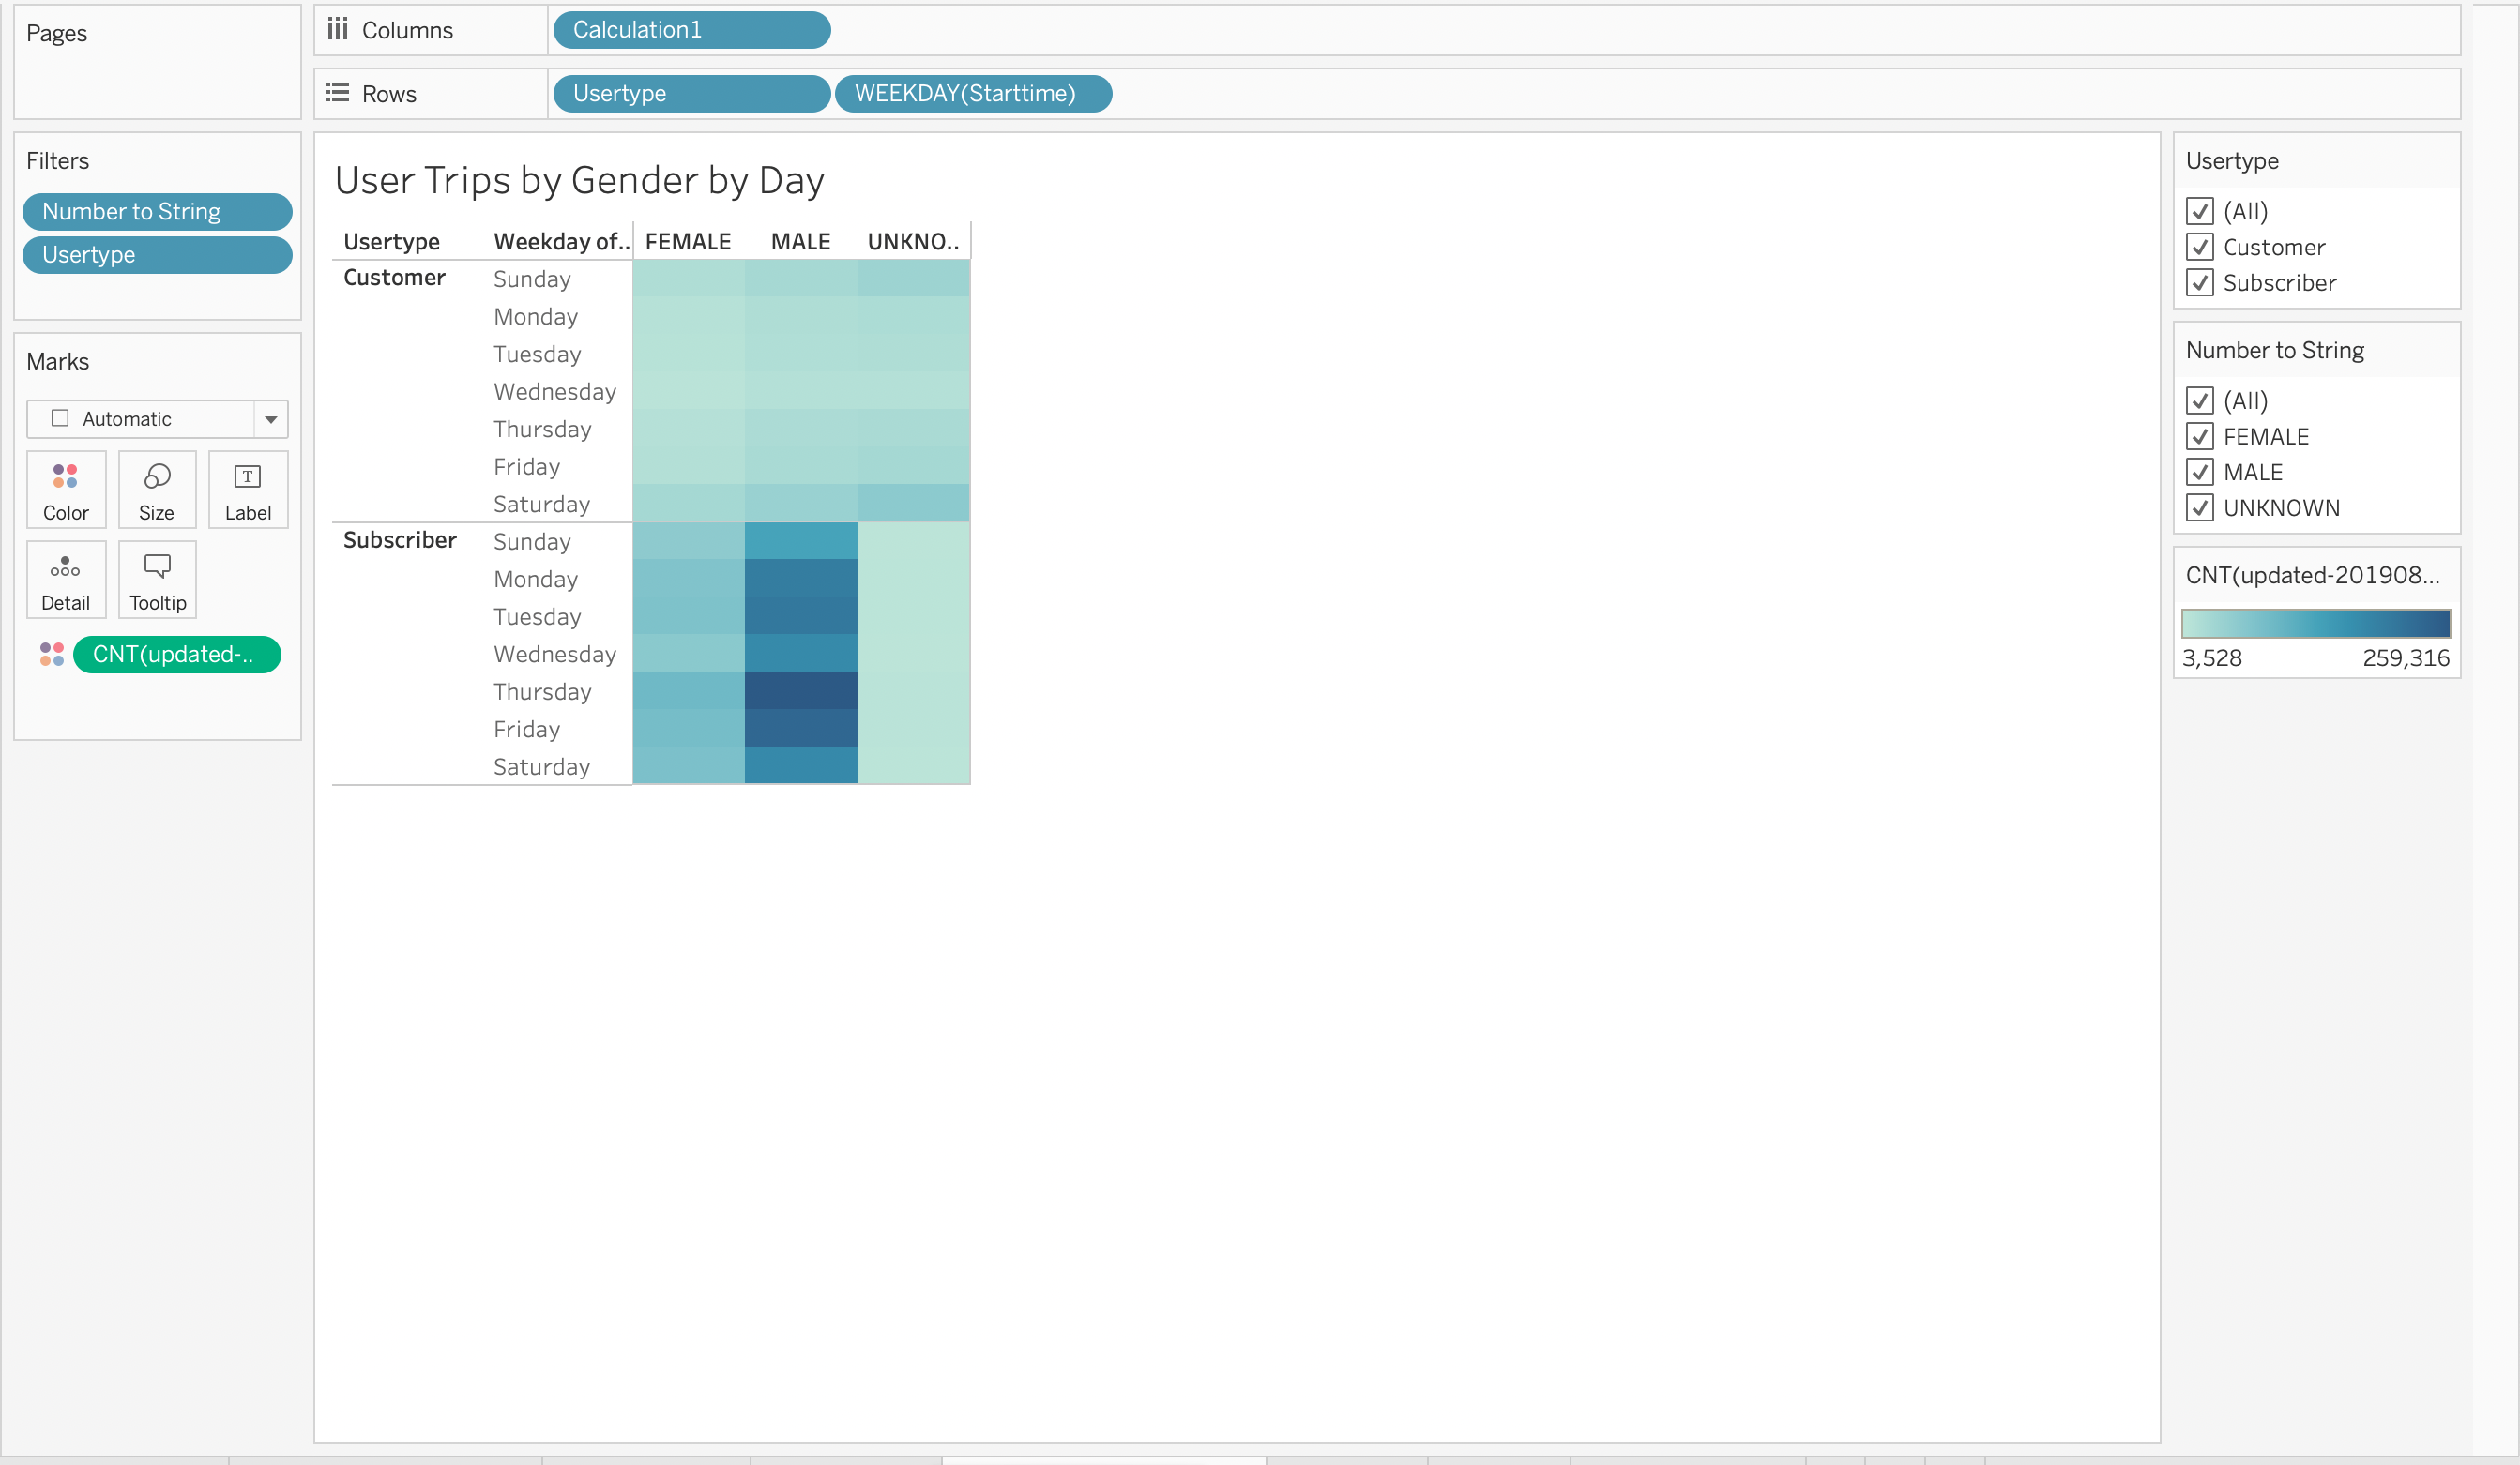 Pages
Columns
Calculation1
Rows
Usertype
WEEKDAY(Starttime)
Filters
Number to String
Usertype
Marks
Automatic
Color
Size
T
Label
Detail
Tooltip
CNT(updated-..
User Trips by Gender by Day
Usertype
Weekday of..
FEMALE
MALE
UNKNO..
Customer
Sunday
Monday
Tuesday
Wednesday
Thursday
Friday
Saturday
Subscriber
Sunday
Monday
Tuesday
Wednesday
Thursday
Friday
Saturday
Usertype
(All)
Customer
Subscriber
Number to String
(All)
FEMALE
MALE
UNKNOWN
CNT(updated-201908...
3,528
259,316